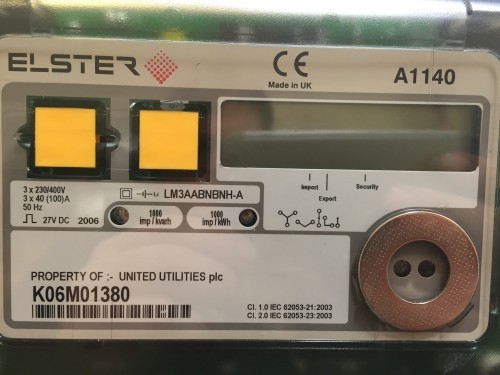 ELSTER
CE
Made in UK
A1140
Import
Export
Security
3 x 230/400V
3 x 40 (100)A
50 Hz
27V DC 2006
LM3AABNBNH-A
1000
imp / kvarh
1000
imp / kWh
PROPERTY OF :- UNITED UTILITIES plc
K06M01380
Cl. 1.0 IEC 62053-21:2003
Cl. 2.0 IEC 62053-23:2003